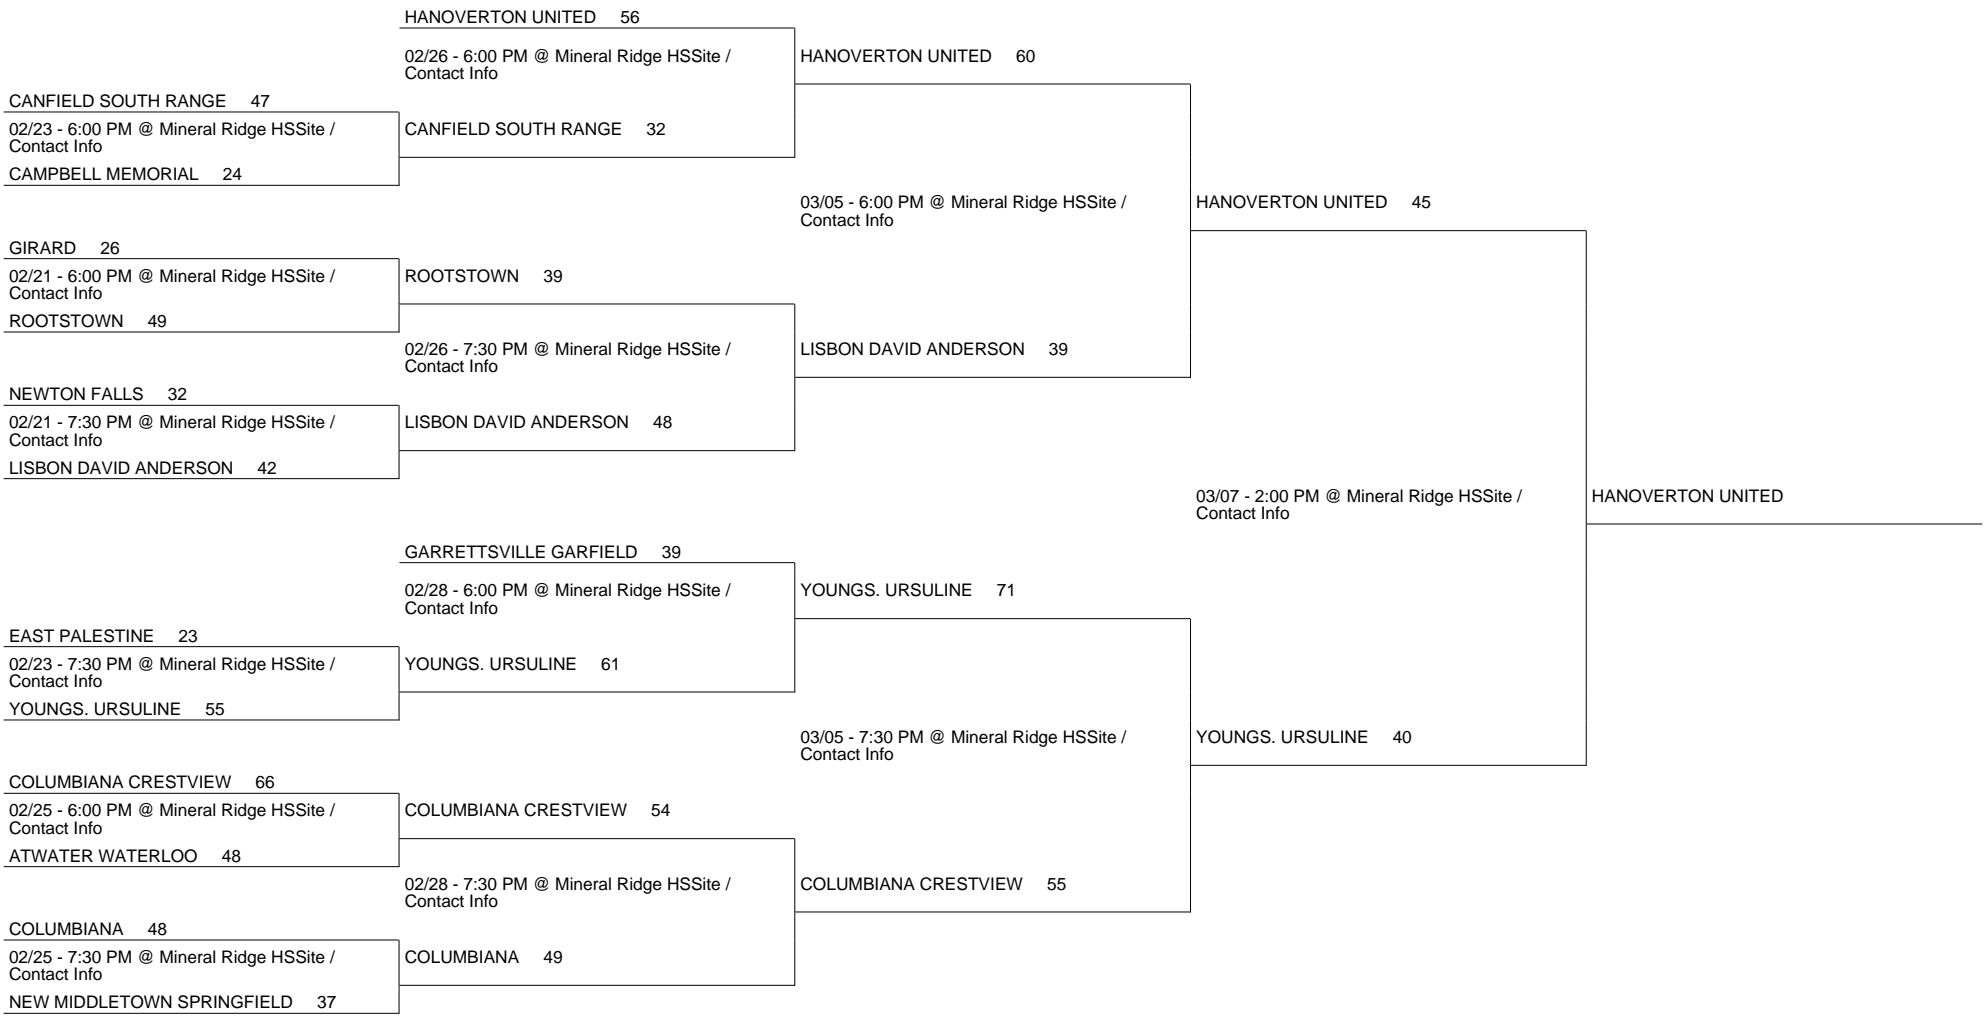 HANOVERTON UNITED 56
02/26 - 6:00 PM @ Mineral Ridge HSSite /
Contact Info
HANOVERTON UNITED 60
CANFIELD SOUTH RANGE 47
02/23 - 6:00 PM @ Mineral Ridge HSSite /
Contact Info
CANFIELD SOUTH RANGE 32
CAMPBELL MEMORIAL 24
03/05 - 6:00 PM @ Mineral Ridge HSSite /
Contact Info
HANOVERTON UNITED 45
GIRARD 26
02/21 - 6:00 PM @ Mineral Ridge HSSite /
Contact Info
ROOTSTOWN 39
ROOTSTOWN 49
02/26 - 7:30 PM @ Mineral Ridge HSSite /
Contact Info
LISBON DAVID ANDERSON 39
NEWTON FALLS 32
02/21 - 7:30 PM @ Mineral Ridge HSSite /
Contact Info
LISBON DAVID ANDERSON 48
LISBON DAVID ANDERSON 42
03/07 - 2:00 PM @ Mineral Ridge HSSite /
Contact Info
HANOVERTON UNITED
GARRETTSVILLE GARFIELD 39
02/28 - 6:00 PM @ Mineral Ridge HSSite /
Contact Info
YOUNGS. URSULINE 71
EAST PALESTINE 23
02/23 - 7:30 PM @ Mineral Ridge HSSite /
Contact Info
YOUNGS. URSULINE 61
YOUNGS. URSULINE 55
03/05 - 7:30 PM @ Mineral Ridge HSSite /
Contact Info
YOUNGS. URSULINE 40
COLUMBIANA CRESTVIEW 66
02/25 - 6:00 PM @ Mineral Ridge HSSite /
Contact Info
COLUMBIANA CRESTVIEW 54
ATWATER WATERLOO 48
02/28 - 7:30 PM @ Mineral Ridge HSSite /
Contact Info
COLUMBIANA CRESTVIEW 55
COLUMBIANA 48
02/25 - 7:30 PM @ Mineral Ridge HSSite /
Contact Info
COLUMBIANA 49
NEW MIDDLETOWN SPRINGFIELD 37